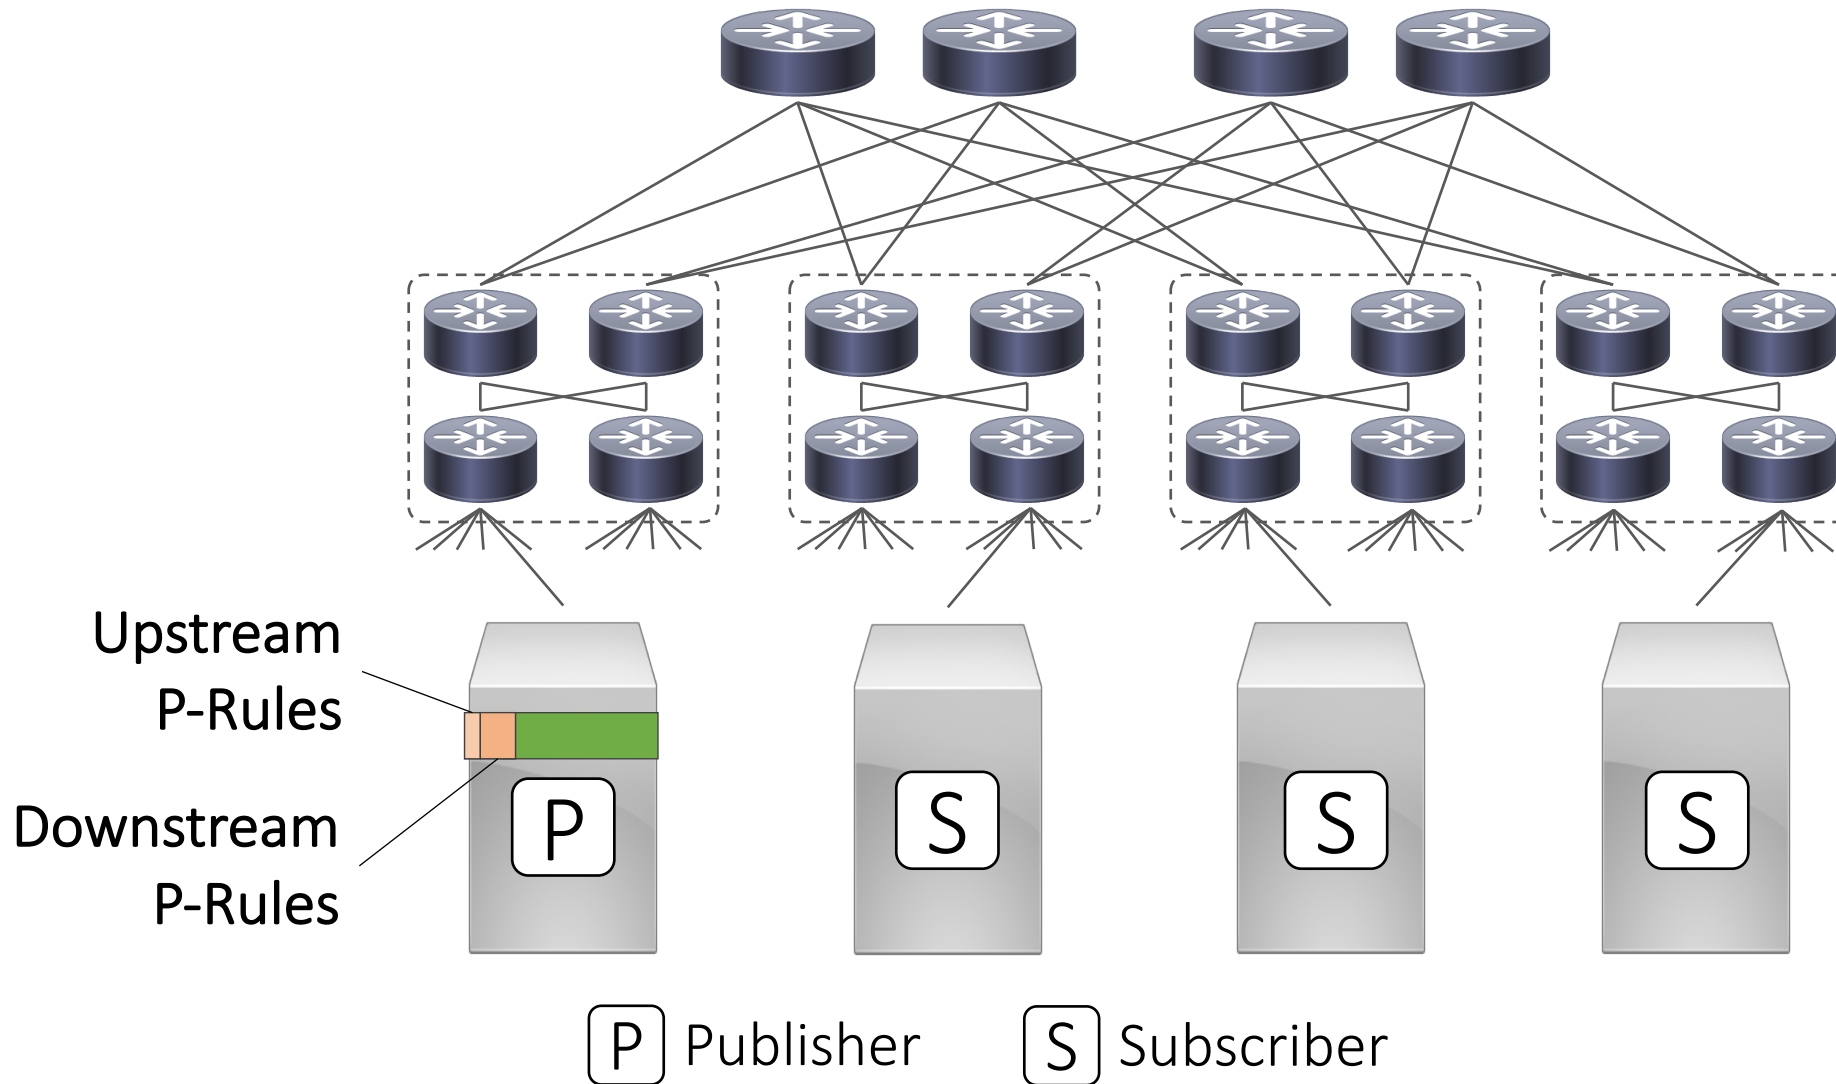 Upstream
P-Rules
Downstream
P-Rules
P
S
S
S
P Publisher
S Subscriber